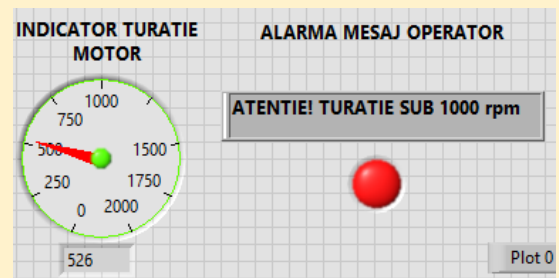 INDICATOR TURATIE
MOTOR
ALARMA MESAJ OPERATOR
ATENTIE! TURATIE SUB 1000 rpm
1000
750
500
1500
250
1750
0
2000
526
Plot 0